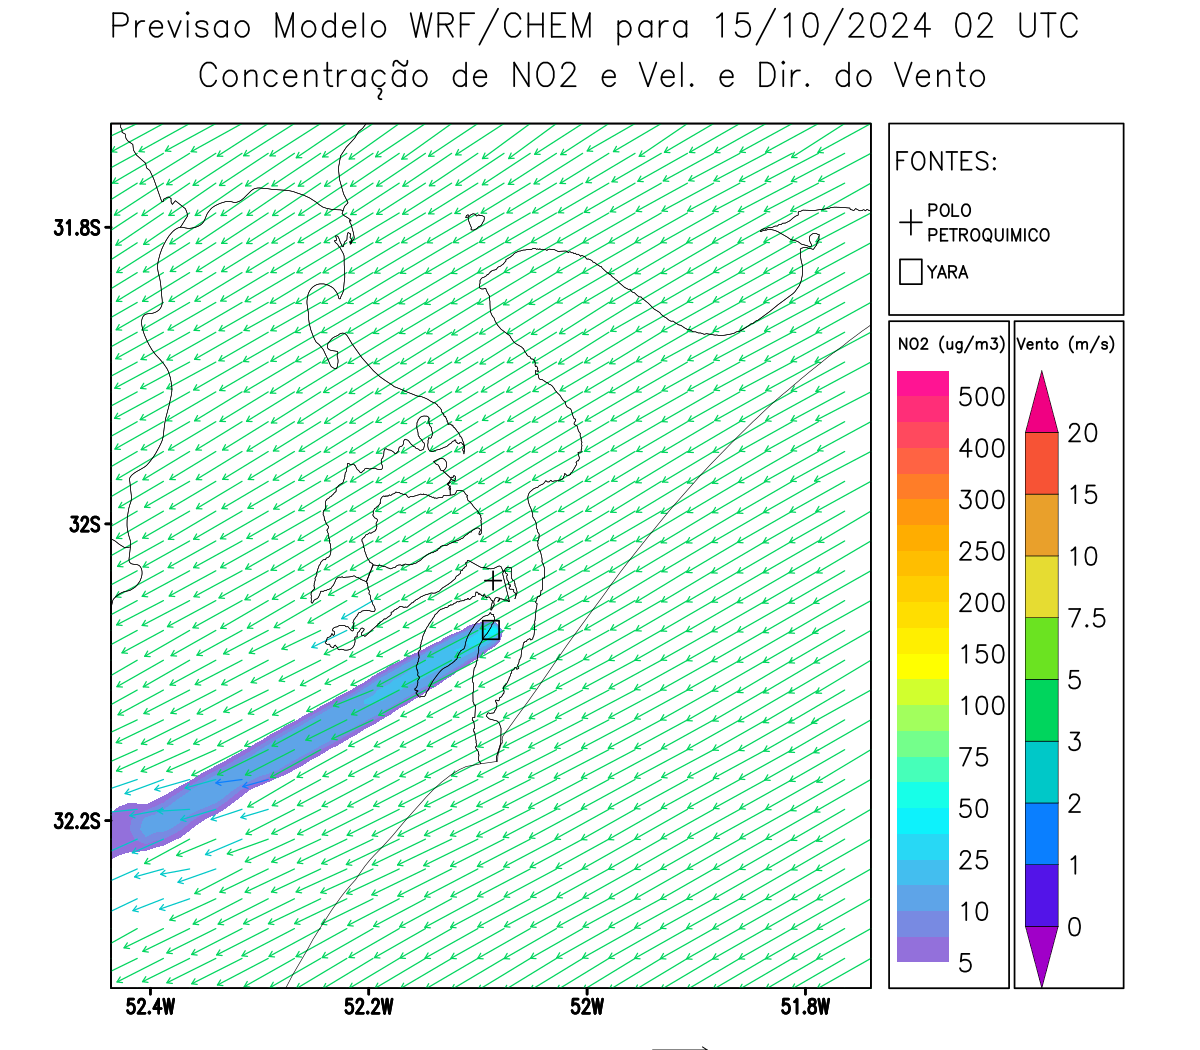 Previsao Modelo WRF/CHEM para 15/10/2024 02 UTC
Concentração de NO2 e Vel. e Dir. do Vento
FONTES:
POLO
PETROQUIMICO
YARA
31.8S
32S
32.2S
52.4W
52.2W
52W
51.8W
NO2 (ug/m3)
500
400
300
250
200
150
100
75
50
25
10
5
Vento (m/s)
20
15
10
7.5
5
3
2
1
0